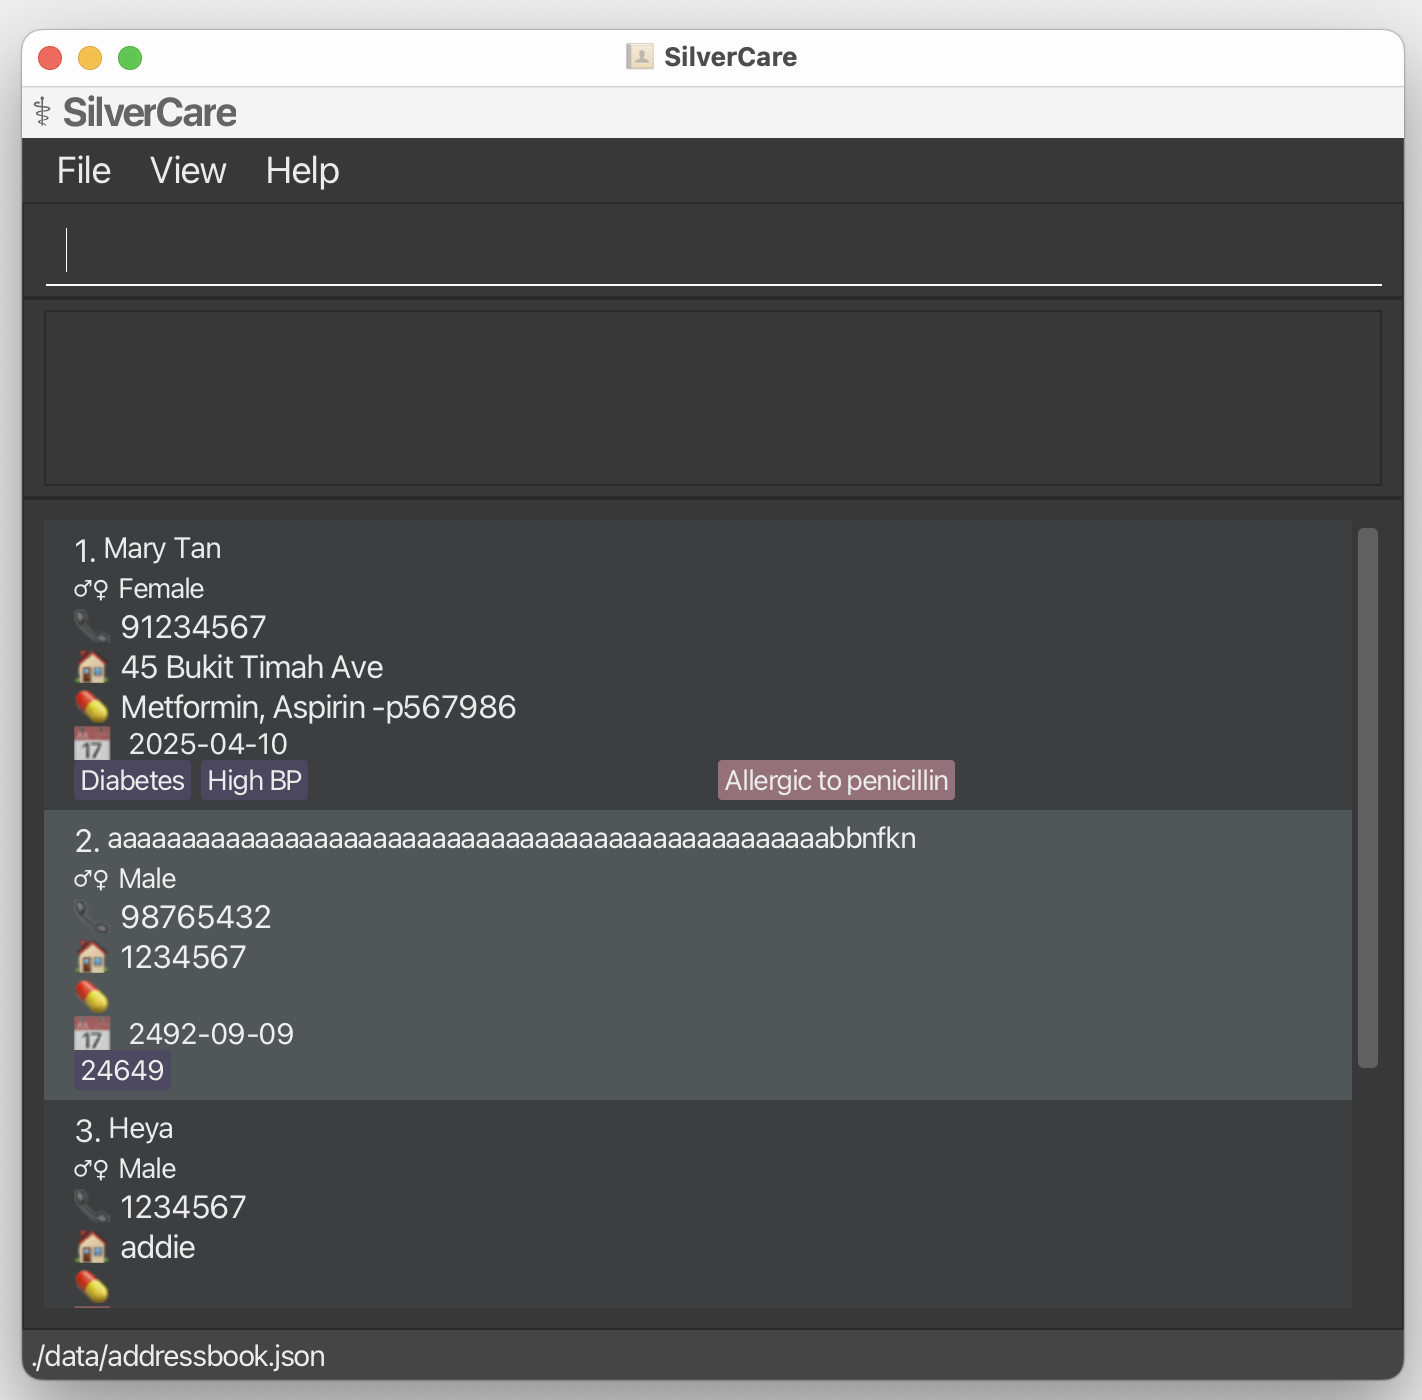 SilverCare
SilverCare
File View Help
1. Mary Tan
Female
91234567
45 Bukit Timah Ave
Metformin, Aspirin -p567986
17 2025-04-10
Diabetes High BP Allergic to penicillin
2. aaaaaaaaaaaaaaaaaaaaaaaaaaaaaaaaaaaaaaaaaaaaaaaaabbnfkn
Male
98765432
1234567
17 2492-09-09
24649
3. Heya
Male
1234567
addie
./data/addressbook.json